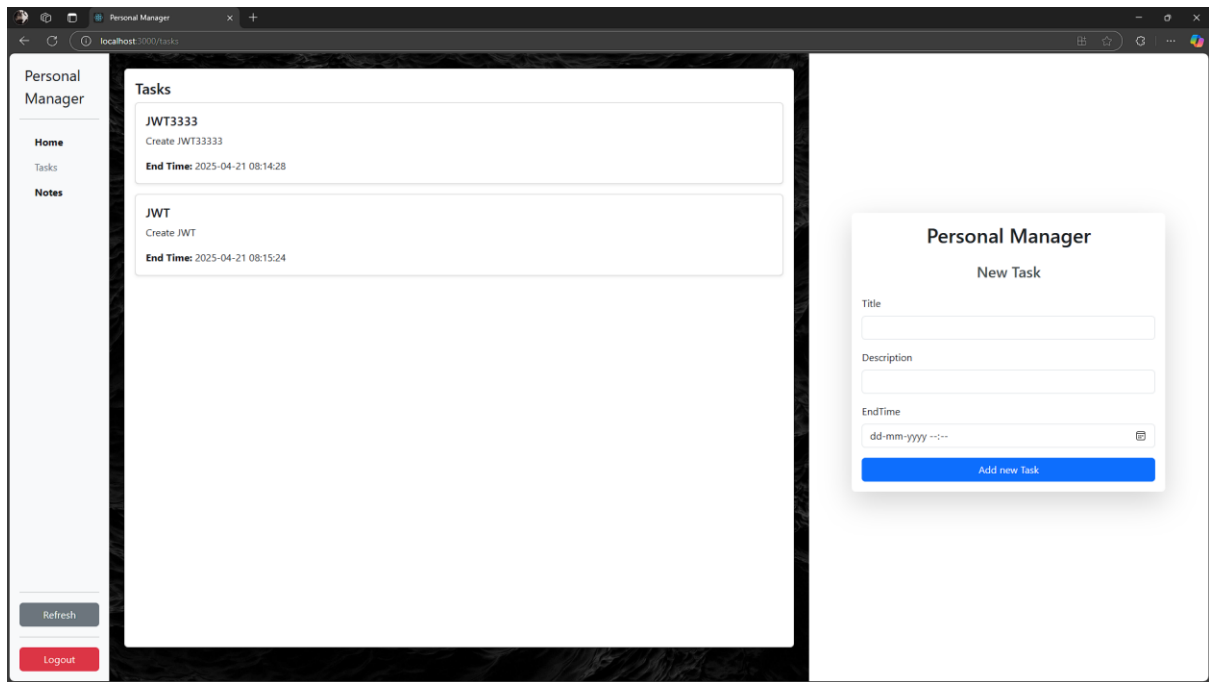 Personal Manager
localhost:3000/tasks
Personal
Manager
Home
Tasks
Notes
Refresh
Logout
Tasks
JWT3333
Create JWT33333
End Time: 2025-04-21 08:14:28
JWT
Create JWT
End Time: 2025-04-21 08:15:24
Personal Manager
New Task
Title
Description
EndTime
dd-mm-yyyy --:--
Add new Task